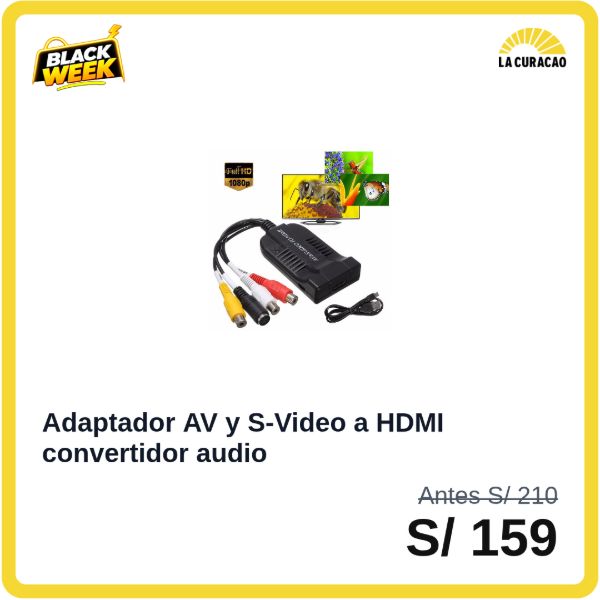 BLACK
WEEK
LA CURACAO
Full HD
1080p
Adaptador AV y S-Video a HDMI
convertidor audio
Antes S/ 210
S/ 159